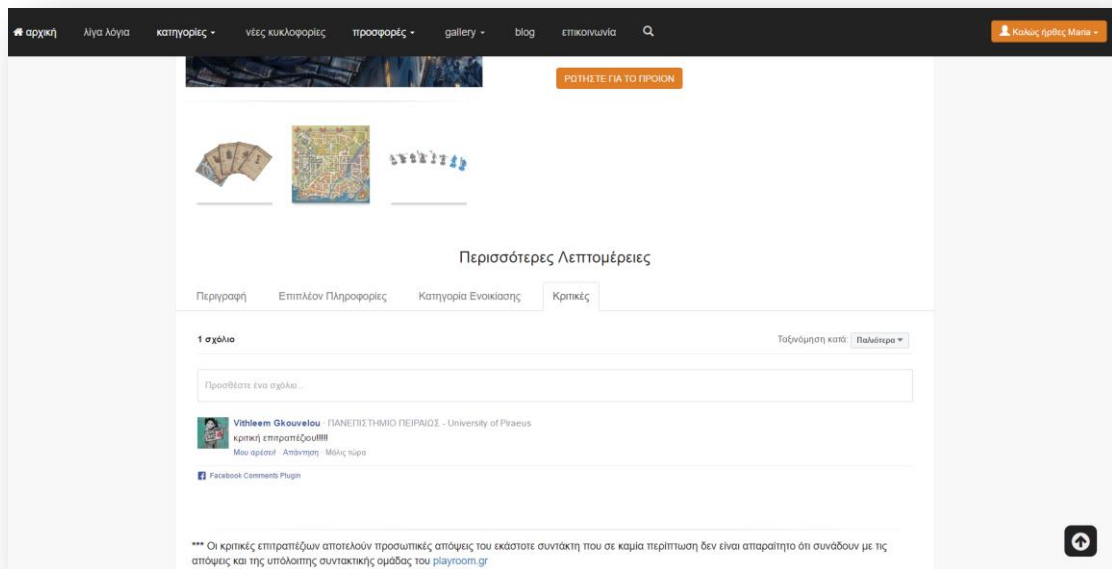 αρχική λίγα λόγια κατηγορίες νέες κυκλοφορίες προσφορές gallery blog επικοινωνία Καλώς ήρθες Maria
ΡΩΤΗΣΤΕ ΓΙΑ ΤΟ ΠΡΟΙΟΝ
Περισσότερες Λεπτομέρειες
Περιγραφή Επιπλέον Πληροφορίες Κατηγορία Ενοικίασης Κριτικές
1 σχόλιο Ταξινόμηση κατά: Παλιότερα
Προσθέστε ένα σχόλιο...
Vithleem Gkouvelou · ΠΑΝΕΠΙΣΤΗΜΙΟ ΠΕΙΡΑΙΩΣ - University of Piraeus
κριτική επιτραπέζιου!!!!!!
Μου αρέσει! · Απάντηση · Μόλις τώρα
Facebook Comments Plugin
*** Οι κριτικές επιτραπέζιων αποτελούν προσωπικές απόψεις του εκάστοτε συντάκτη που σε καμία περίπτωση δεν είναι απαραίτητο ότι συνάδουν με τις
απόψεις και της υπόλοιπης συντακτικής ομάδας του playroom.gr